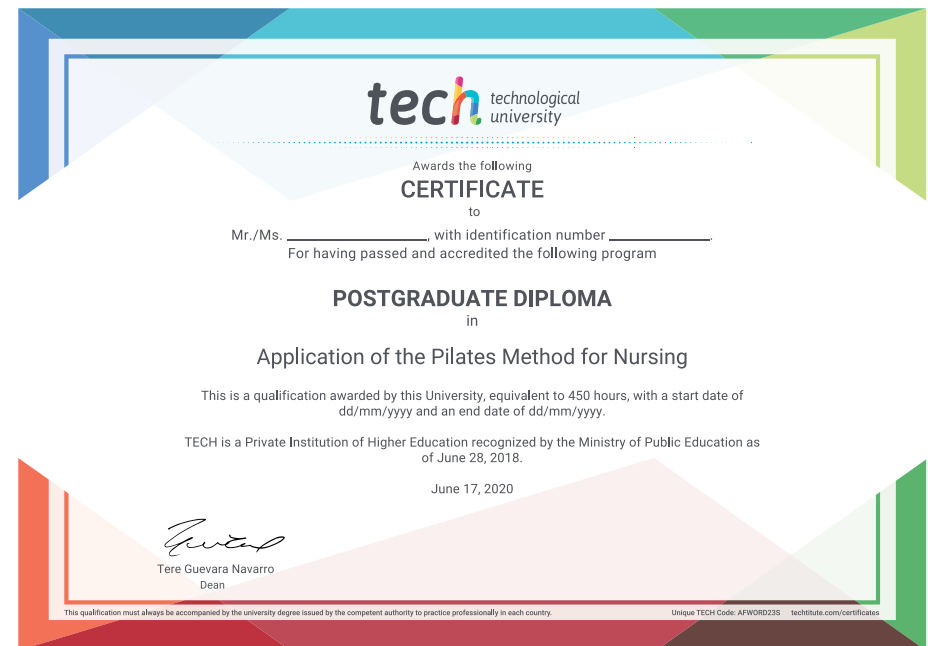 tech technological
university
Awards the following
CERTIFICATE
to
Mr./Ms. ____________, with identification number ____________.
For having passed and accredited the following program
POSTGRADUATE DIPLOMA
in
Application of the Pilates Method for Nursing
This is a qualification awarded by this University, equivalent to 450 hours, with a start date of
dd/mm/yyyy and an end date of dd/mm/yyyy.
TECH is a Private Institution of Higher Education recognized by the Ministry of Public Education as
of June 28, 2018.
June 17, 2020
Tere Guevara Navarro
Dean
This qualification must always be accompanied by the university degree issued by the competent authority to practice professionally in each country.
Unique TECH Code: AFWORD23S techtitute.com/certificates